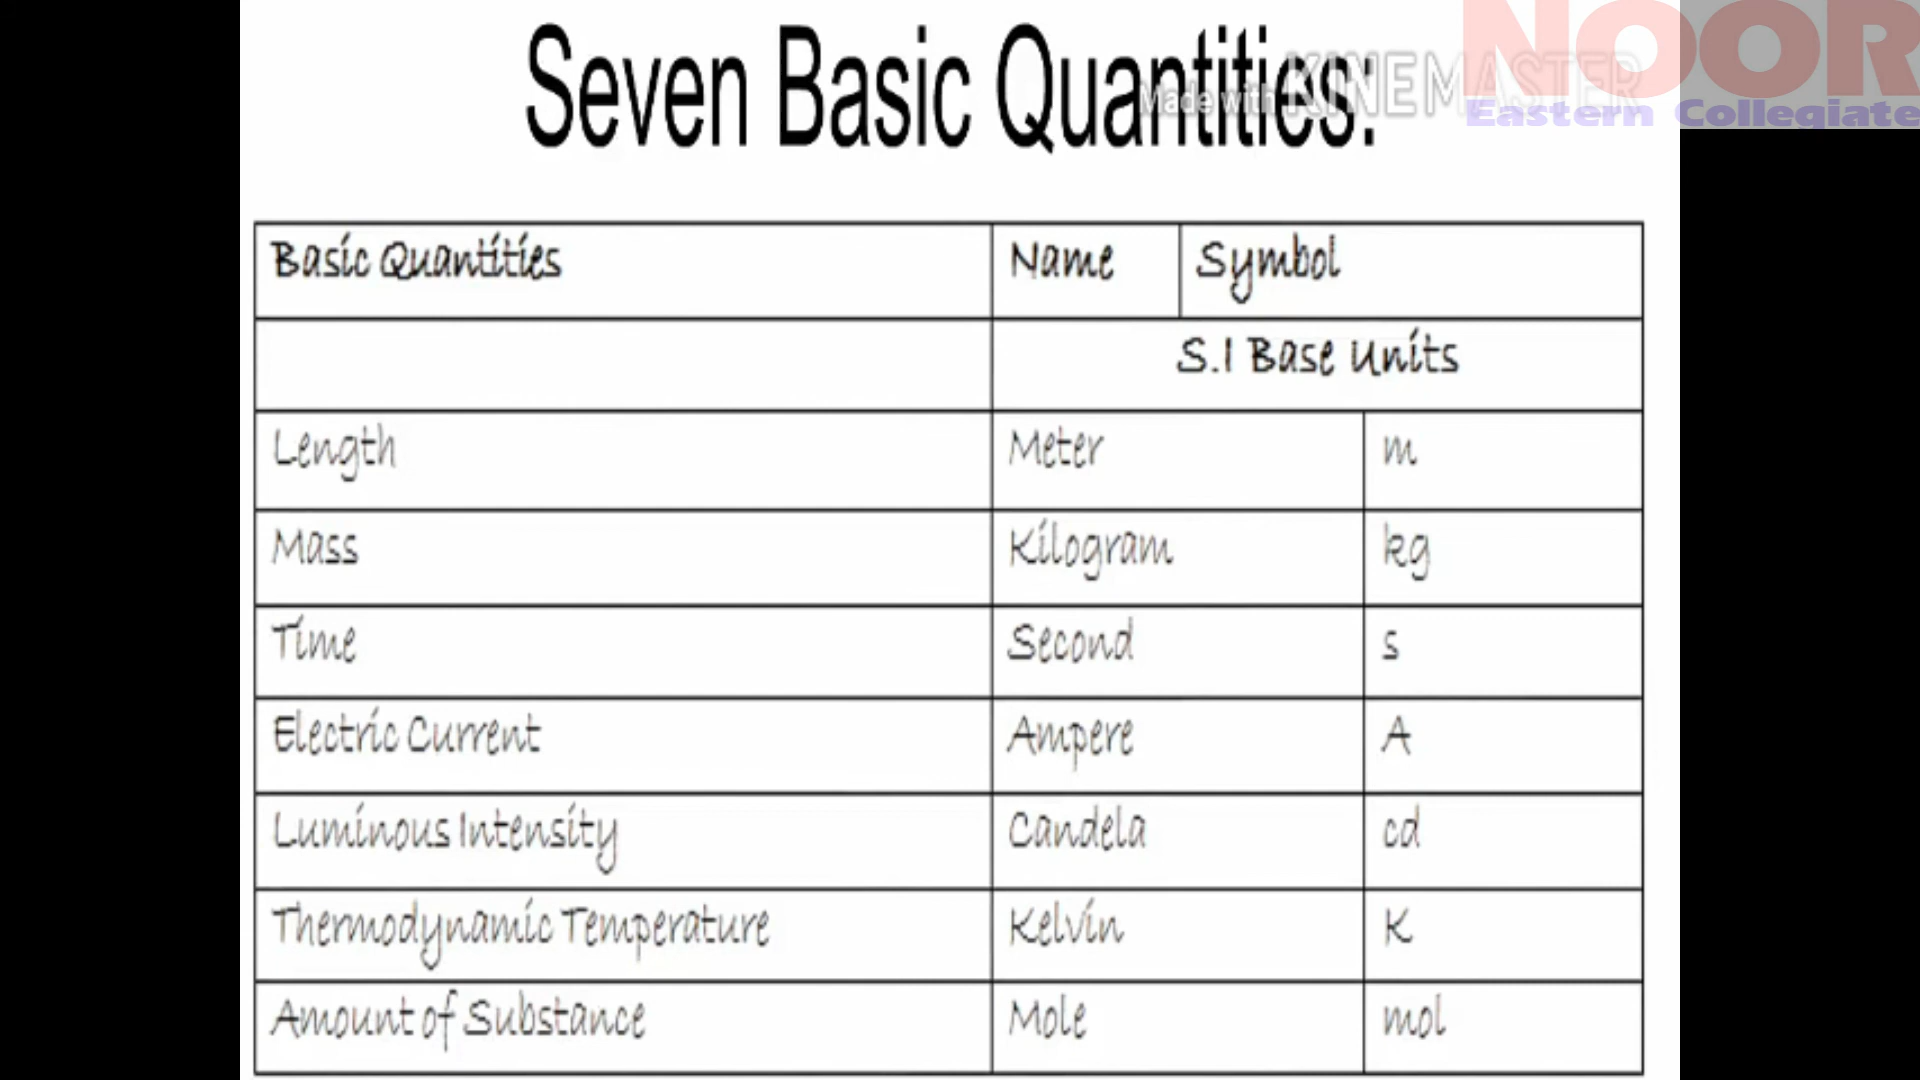 Seven Basic Quantities:
Made with KINEMASTER
NOOR
Eastern Collegiate
Basic Quantities Name Symbol
S.I Base Units
Length Meter m
Mass Kilogram kg
Time Second s
Electric Current Ampere A
Luminous Intensity Candela cd
Thermodynamic Temperature Kelvin K
Amount of Substance Mole mol